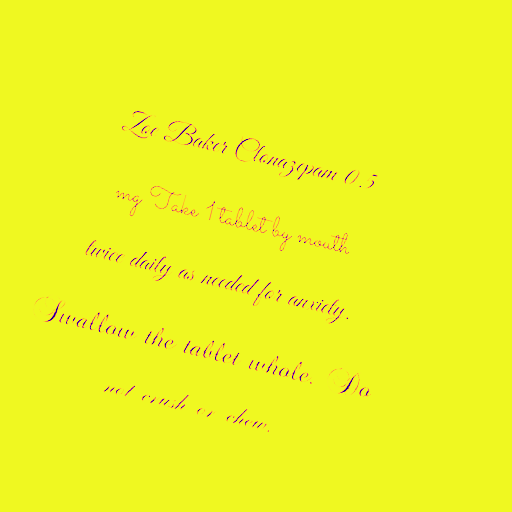 Zoe Baker Clonazepam 0.5
mg Take 1 tablet by mouth
twice daily as needed for anxiety.
Swallow the tablet whole. Do
not crush or chew.